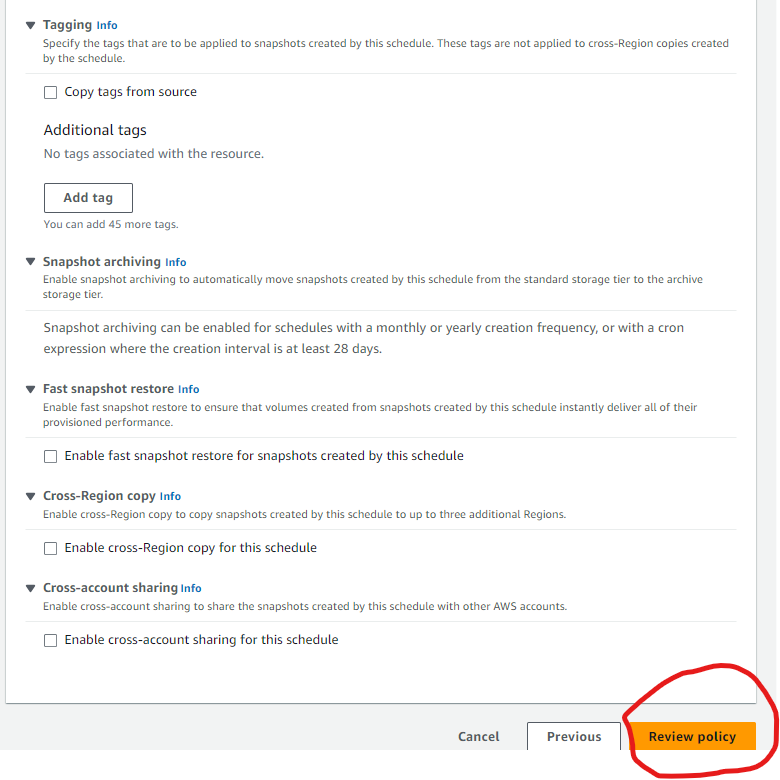 Tagging Info
Specify the tags that are to be applied to snapshots created by this schedule. These tags are not applied to cross-Region copies created
by the schedule.
Copy tags from source
Additional tags
No tags associated with the resource.
Add tag
You can add 45 more tags.
Snapshot archiving Info
Enable snapshot archiving to automatically move snapshots created by this schedule from the standard storage tier to the archive
storage tier.
Snapshot archiving can be enabled for schedules with a monthly or yearly creation frequency, or with a cron
expression where the creation interval is at least 28 days.
Fast snapshot restore Info
Enable fast snapshot restore to ensure that volumes created from snapshots created by this schedule instantly deliver all of their
provisioned performance.
Enable fast snapshot restore for snapshots created by this schedule
Cross-Region copy Info
Enable cross-Region copy to copy snapshots created by this schedule to up to three additional Regions.
Enable cross-Region copy for this schedule
Cross-account sharing Info
Enable cross-account sharing to share the snapshots created by this schedule with other AWS accounts.
Enable cross-account sharing for this schedule
Cancel Previous Review policy